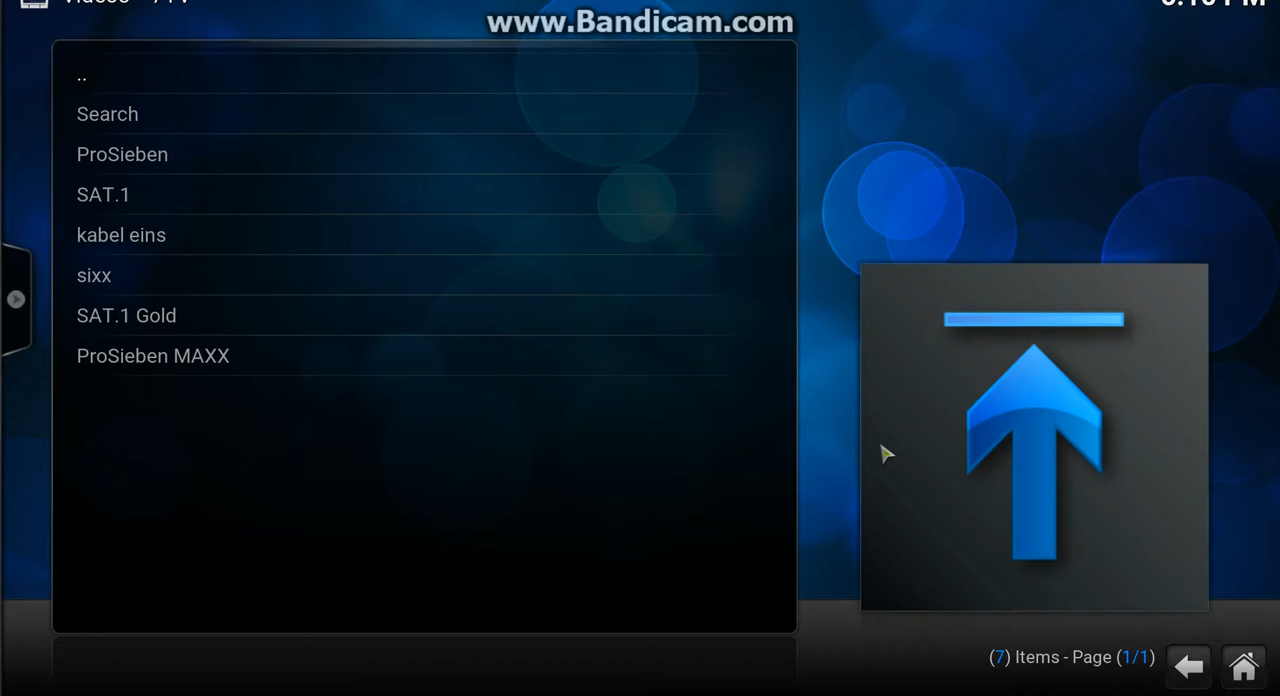 www.Bandicam.com
..
Search
ProSieben
SAT.1
kabel eins
sixx
SAT.1 Gold
ProSieben MAXX
(7) Items - Page (1/1)